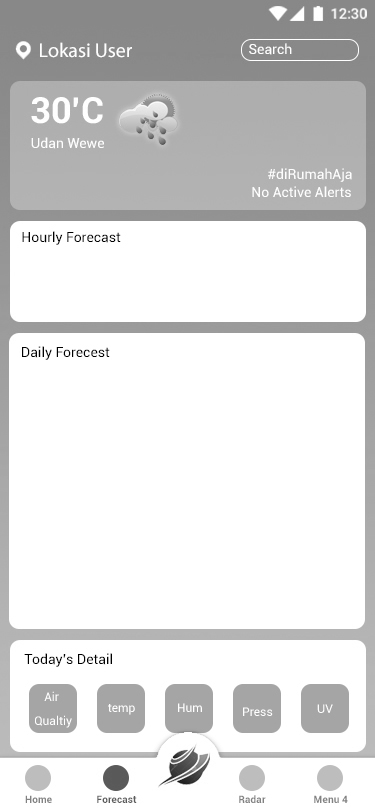 12:30
Lokasi User
Search
30'C
Udan Wewe
#diRumahAja
No Active Alerts
Hourly Forecast
Daily Forecest
Today's Detail
Air
Qualtiy
temp
Hum
Press
UV
Home
Forecast
Radar
Menu 4